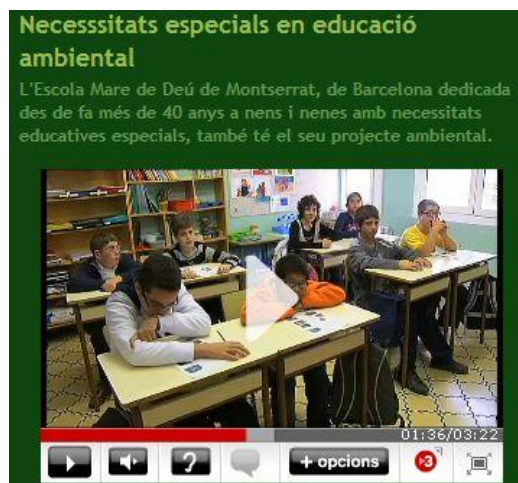 Necesssitats especials en educació
ambiental
L'Escola Mare de Deú de Montserrat, de Barcelona dedicada
des de fa més de 40 anys a nens i nenes amb necessitats
educatives especials, també té el seu projecte ambiental.
01:36/03:22
?
+ opcions
3